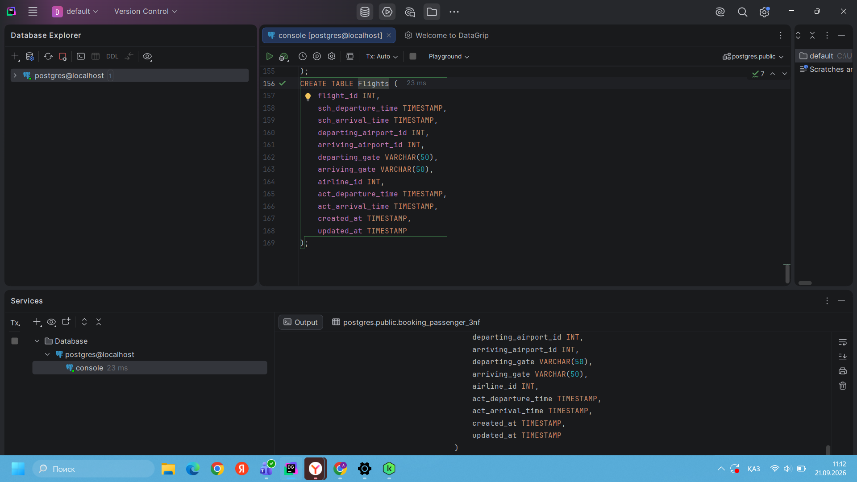 D default Version Control
Database Explorer
DDL
postgres@localhost 1
console [postgres@localhost]
Welcome to DataGrip
Tx: Auto
Playground
postgres.public
7
155 );
156 CREATE TABLE Flights ( 23 ms
157 flight_id INT,
158 sch_departure_time TIMESTAMP,
159 sch_arrival_time TIMESTAMP,
160 departing_airport_id INT,
161 arriving_airport_id INT,
162 departing_gate VARCHAR(50),
163 arriving_gate VARCHAR(50),
164 airline_id INT,
165 act_departure_time TIMESTAMP,
166 act_arrival_time TIMESTAMP,
167 created_at TIMESTAMP,
168 updated_at TIMESTAMP
169 );
default C:\U
Scratches ar
Services
Tx
Database
postgres@localhost
console 23 ms
Output
postgres.public.booking_passenger_3nf
departing_airport_id INT,
arriving_airport_id INT,
departing_gate VARCHAR(50),
arriving_gate VARCHAR(50),
airline_id INT,
act_departure_time TIMESTAMP,
act_arrival_time TIMESTAMP,
created_at TIMESTAMP,
updated_at TIMESTAMP
)
Поиск
ҚАЗ
11:12
21.09.2026